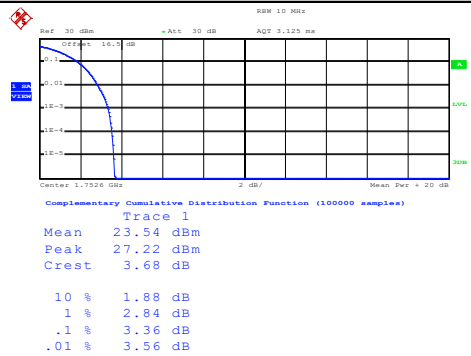 RBW 10 MHz
Ref 30 dBm Att 30 dB AQT 3.125 ms
Offset 16.5 dB
0.1
A
0.01
1 SA
VIEW
1E-3
LVL
1E-4
1E-5
3DB
Center 1.7526 GHz 2 dB/ Mean Pwr + 20 dB
Complementary Cumulative Distribution Function (100000 samples)
Trace 1
Mean 23.54 dBm
Peak 27.22 dBm
Crest 3.68 dB
10 % 1.88 dB
1 % 2.84 dB
.1 % 3.36 dB
.01 % 3.56 dB